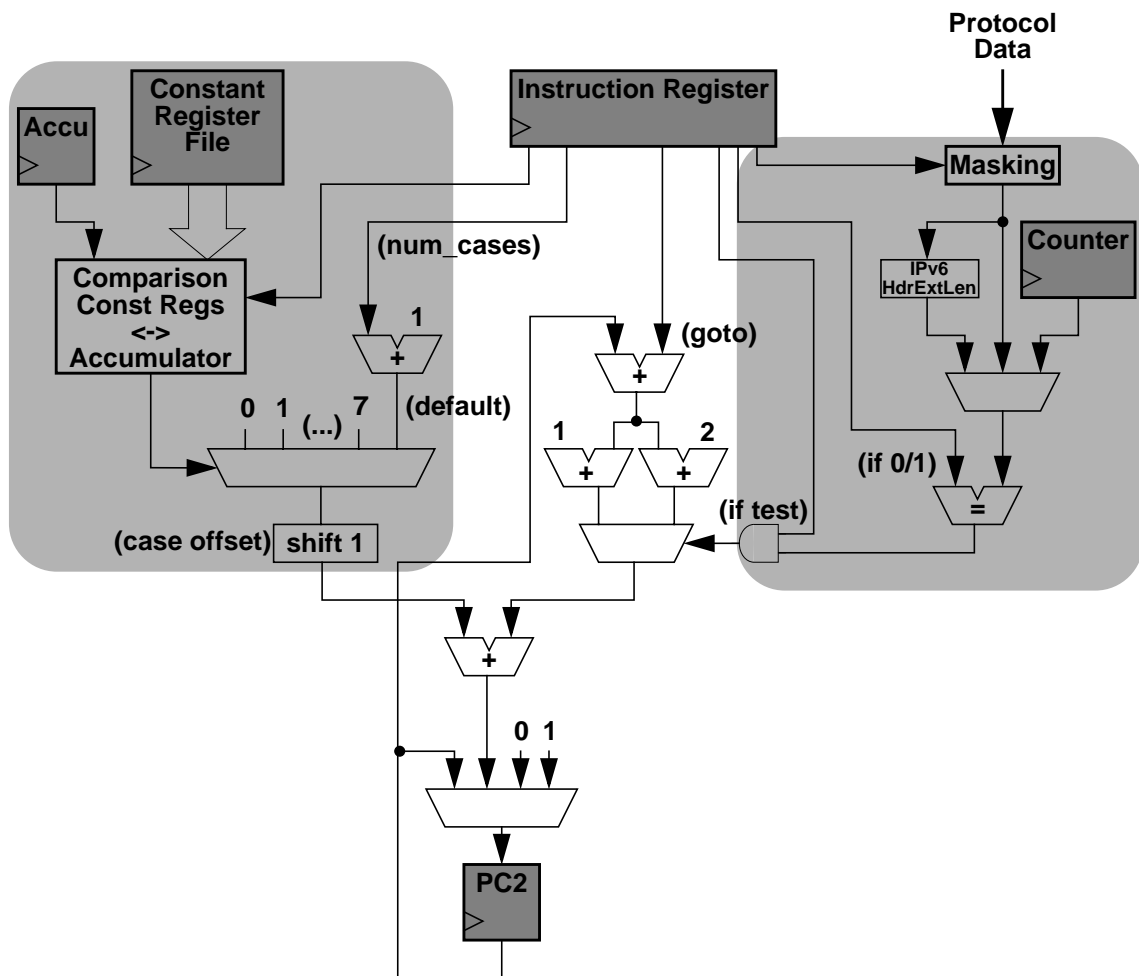 Protocol
Data
Constant
Register
File
Instruction Register
Accu
Masking
(num_cases)
Counter
IPv6
HdrExtLen
Comparison
Const Regs
<->
Accumulator
1
(goto)
+
+
(default)
0 1 (...) 7
1 2
+ +
(if 0/1)
(if test)
=
(case offset)
shift 1
+
0 1
PC2